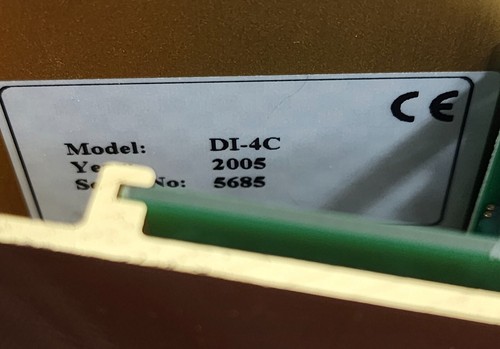 CE
Model: DI-4C
Ye 2005
Se No: 5685